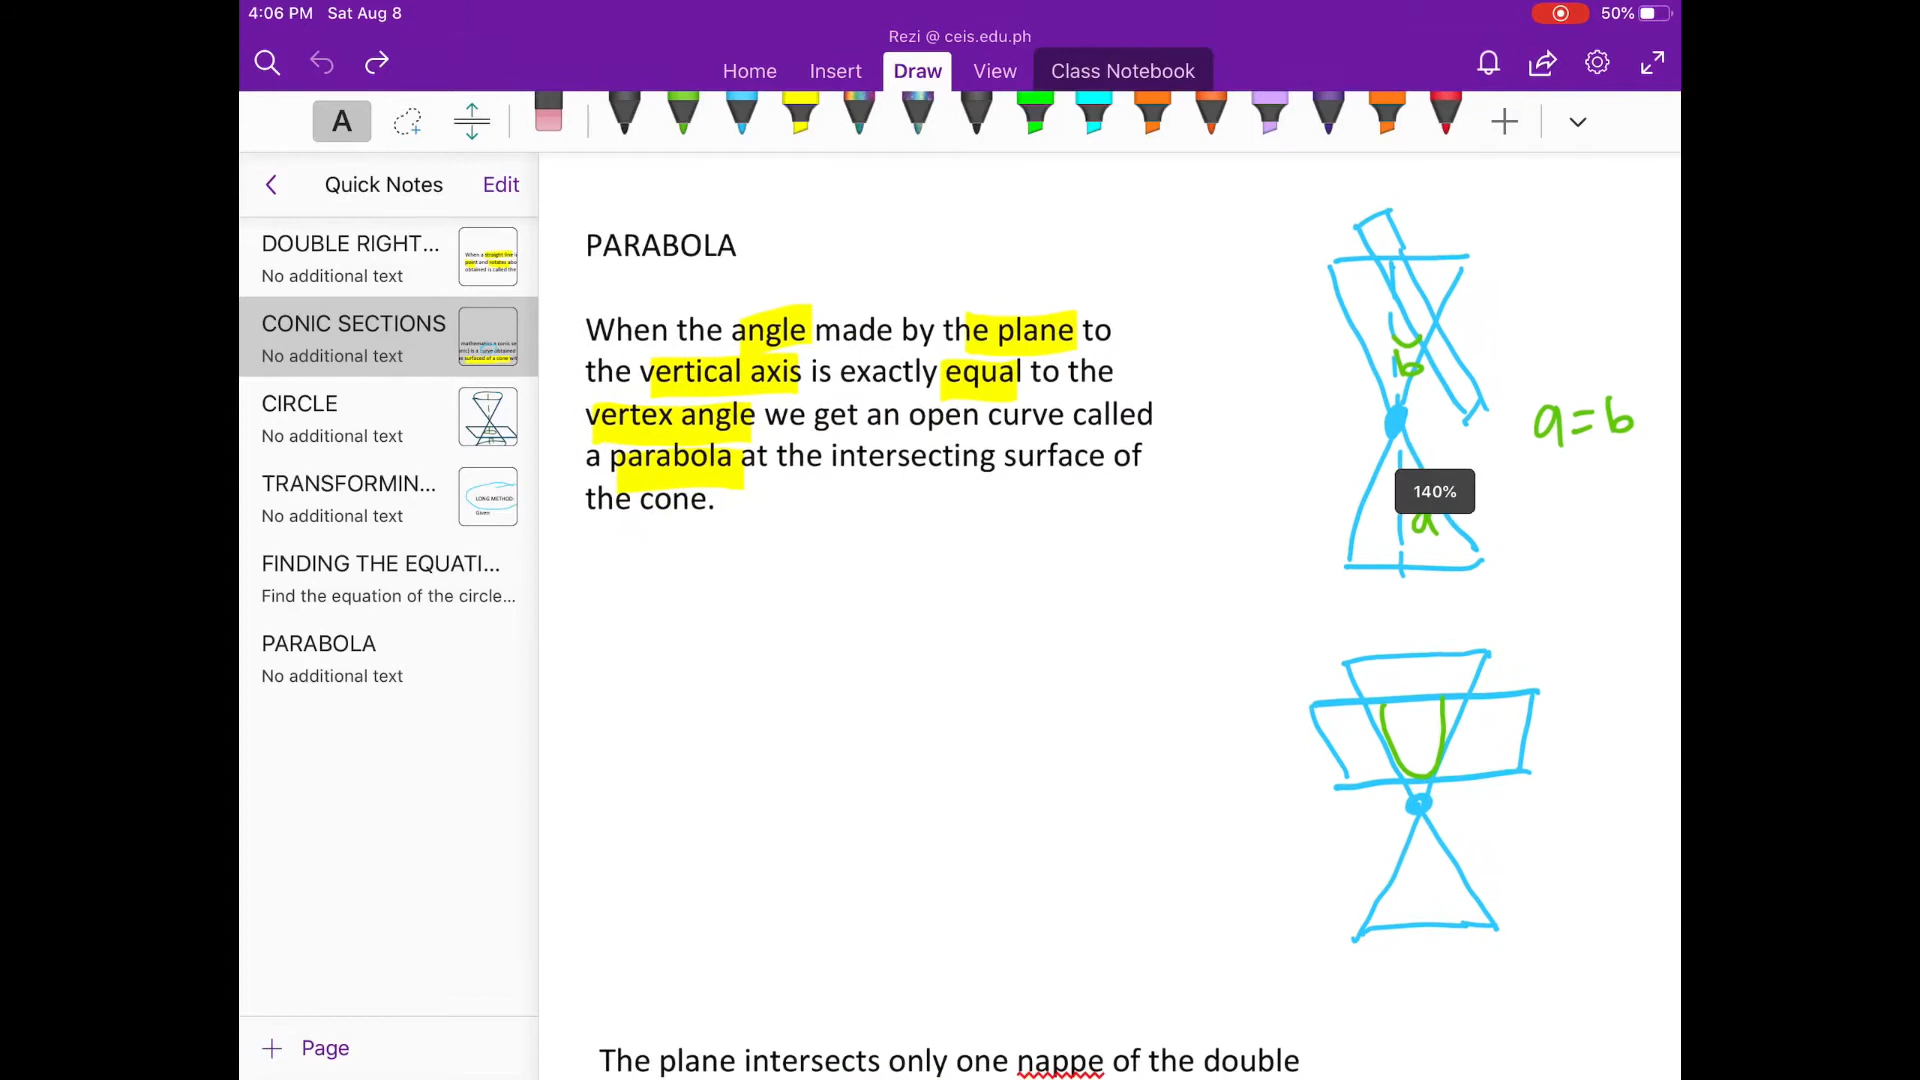 4:06 PM Sat Aug 8
50%
Rezi @ ceis.edu.ph
Home Insert Draw View Class Notebook
A
Quick Notes Edit
DOUBLE RIGHT...
No additional text
CONIC SECTIONS
No additional text
CIRCLE
No additional text
TRANSFORMIN...
No additional text
LONG METHOD:
Given
FINDING THE EQUATI...
Find the equation of the circle...
PARABOLA
No additional text
+ Page
PARABOLA
When the angle made by the plane to
the vertical axis is exactly equal to the
vertex angle we get an open curve called
a parabola at the intersecting surface of
the cone.
b
a=b
140%
a
The plane intersects only one nappe of the double